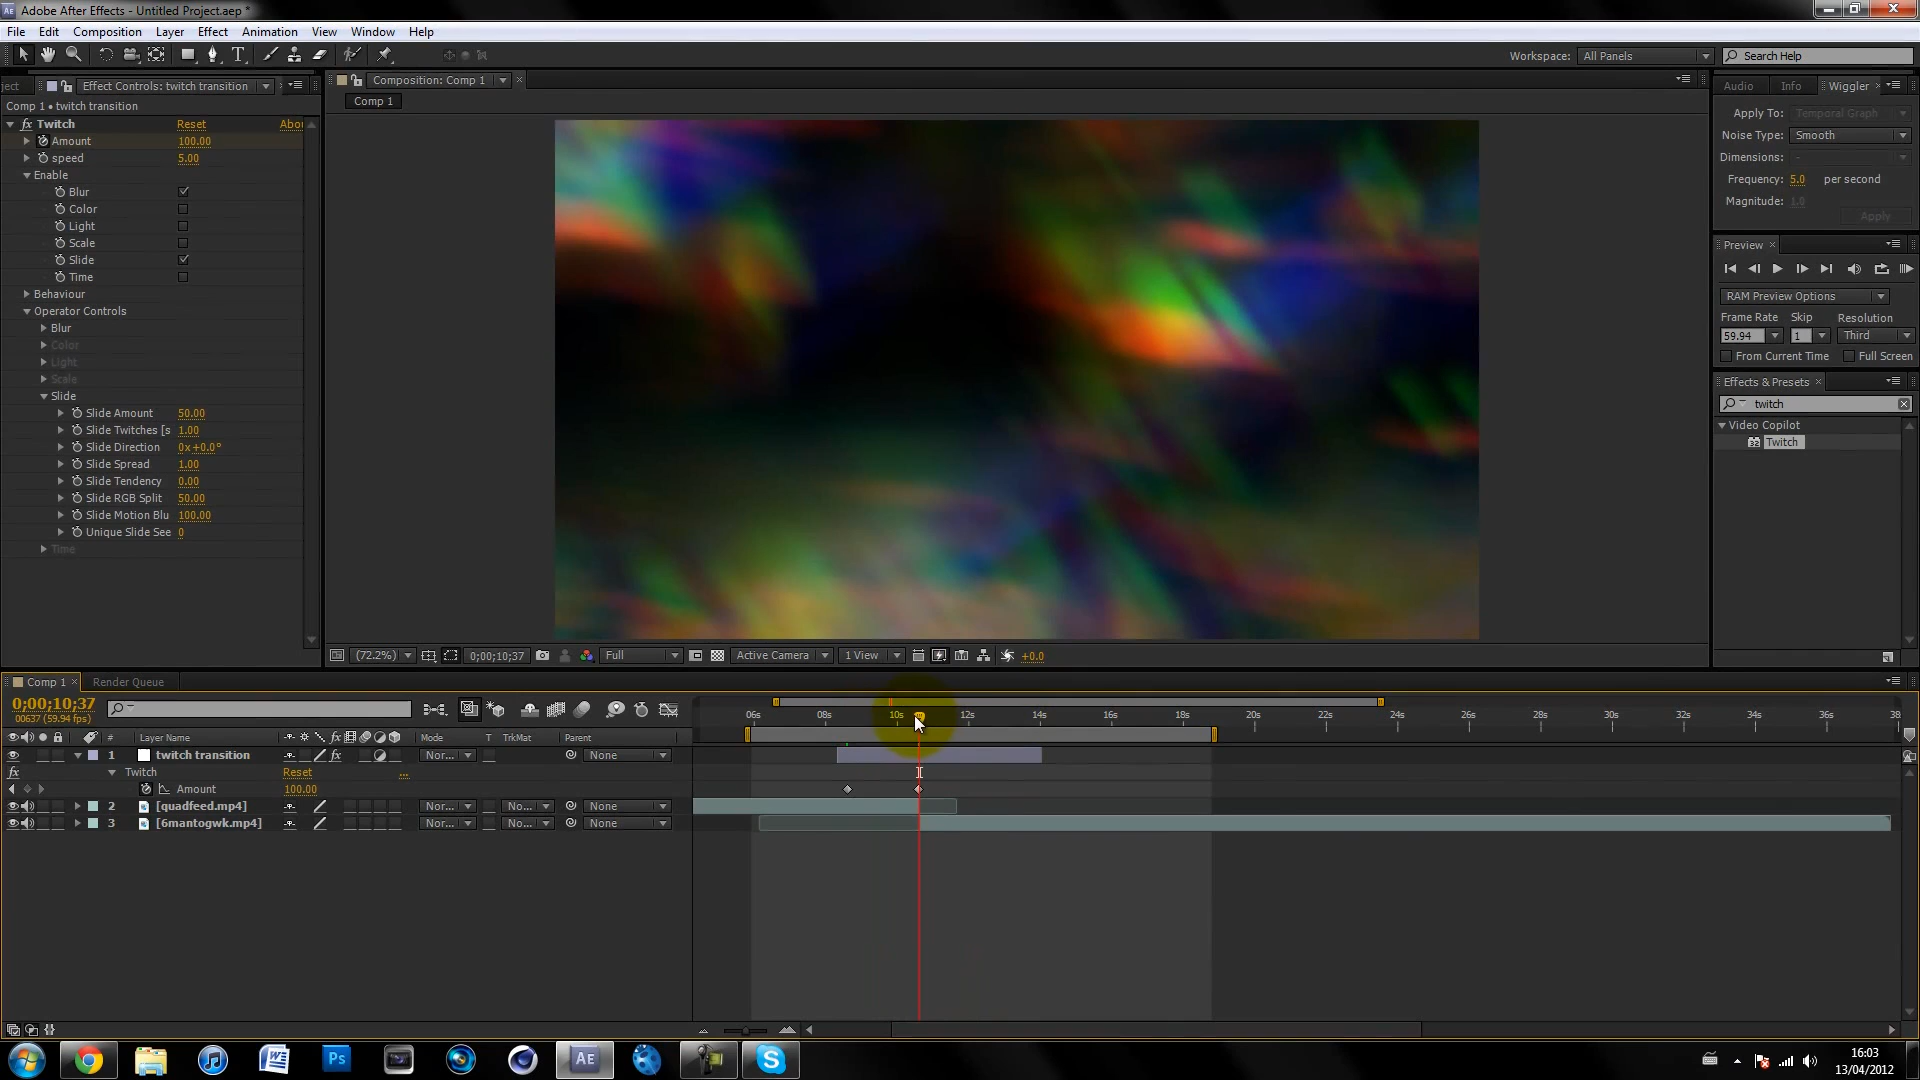 Adobe After Effects - Untitled Project.aep *
File Edit Composition Layer Effect Animation View Window Help
Workspace: All Panels Search Help
ject Effect Controls: twitch transition
Composition: Comp 1
Audio Info Wiggler
Comp 1 • twitch transition
Comp 1
fx Twitch Reset Abou
Amount 100.00
speed 5.00
Enable
Blur
Color
Light
Scale
Slide
Time
Behaviour
Operator Controls
Blur
Color
Light
Scale
Slide
Slide Amount 50.00
Slide Twitches [s 1.00
Slide Direction 0x+0.0°
Slide Spread 1.00
Slide Tendency 0.00
Slide RGB Split 50.00
Slide Motion Blu 100.00
Unique Slide See 0
Time
Apply To: Temporal Graph
Noise Type: Smooth
Dimensions: -
Frequency: 5.0 per second
Magnitude: 1.0
Apply
Preview
RAM Preview Options
Frame Rate Skip Resolution
59.94 1 Third
From Current Time Full Screen
Effects & Presets
twitch
Video Copilot
32 Twitch
(72.2%) 0;00;10;37 Full Active Camera 1 View +0.0
Comp 1 Render Queue
0;00;10;37
00637 (59.94 fps)
06s 08s 10s 12s 14s 16s 18s 20s 22s 24s 26s 28s 30s 32s 34s 36s 38
# Layer Name fx Mode T TrkMat Parent
1 twitch transition fx Nor... None
fx Twitch Reset ...
Amount 100.00
2 [quadfeed.mp4] Nor... No... None
3 [6mantogwk.mp4] Nor... No... None
W Ps Ae S
16:03
13/04/2012